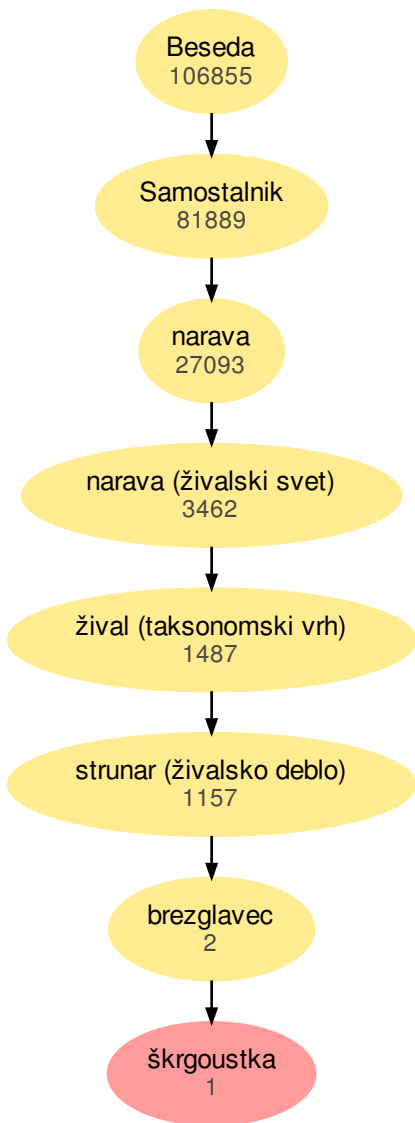 Beseda
106855
Samostalnik
81889
narava
27093
narava (živalski svet)
3462
žival (taksonomski vrh)
1487
strunar (živalsko deblo)
1157
brezglavec
2
škrgoustka
1